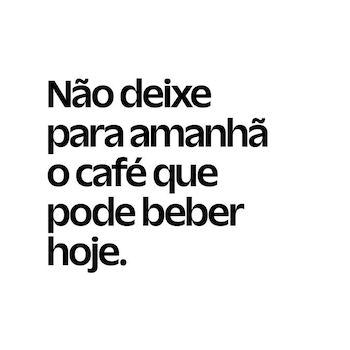 Não deixe
para amanhã
o café que
pode beber
hoje.